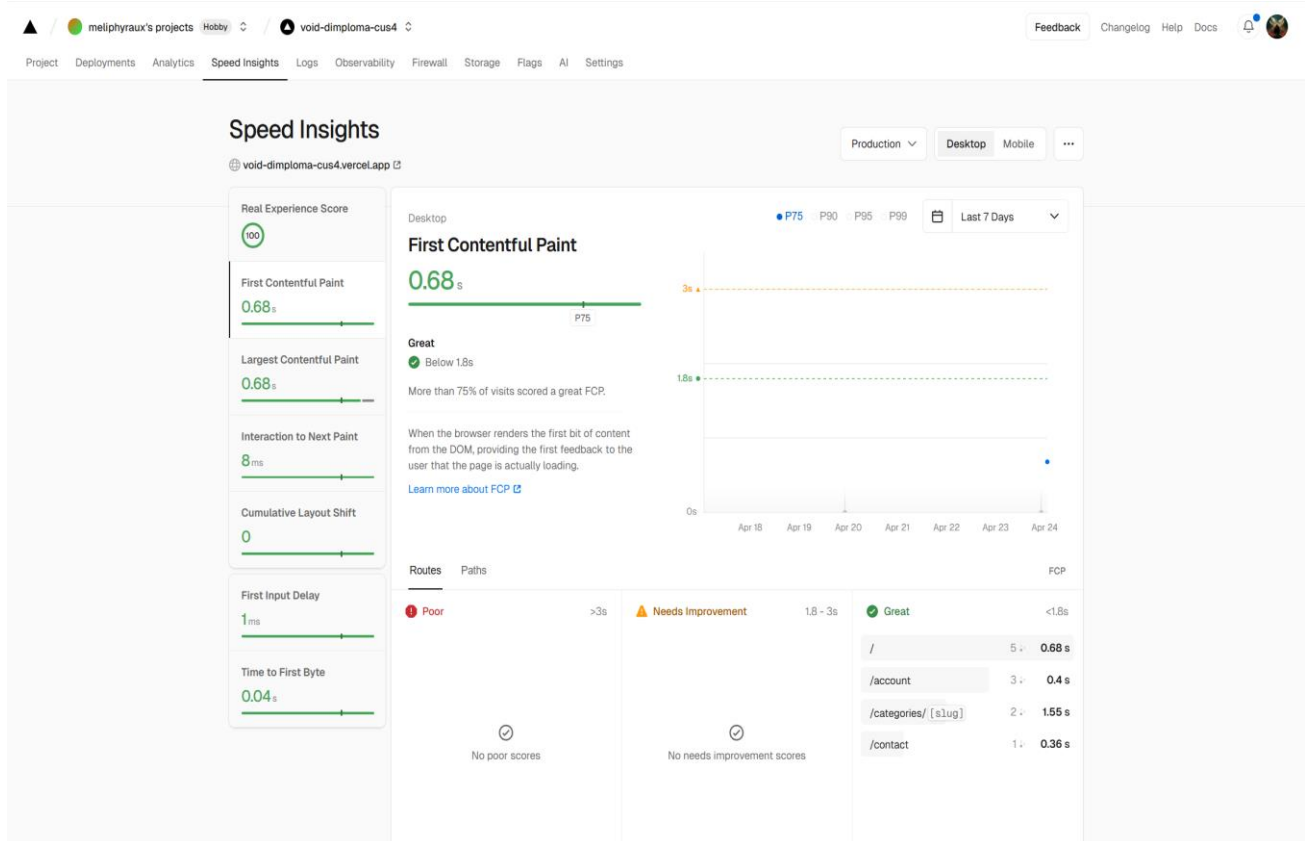 meliphyraux's projects Hobby void-dimploma-cus4 Feedback Changelog Help Docs
Project Deployments Analytics Speed Insights Logs Observability Firewall Storage Flags AI Settings
Speed Insights
void-dimploma-cus4.vercel.app
Production Desktop Mobile ...
Real Experience Score
100
First Contentful Paint
0.68s
Largest Contentful Paint
0.68s
Interaction to Next Paint
8ms
Cumulative Layout Shift
0
First Input Delay
1ms
Time to First Byte
0.04s
Desktop
P75 P90 P95 P99 Last 7 Days
First Contentful Paint
0.68s
P75
Great
Below 1.8s
More than 75% of visits scored a great FCP.
When the browser renders the first bit of content
from the DOM, providing the first feedback to the
user that the page is actually loading.
Learn more about FCP
3s
1.8s
0s
Apr 18 Apr 19 Apr 20 Apr 21 Apr 22 Apr 23 Apr 24
Routes Paths FCP
Poor >3s
No poor scores
Needs Improvement 1.8 - 3s
No needs improvement scores
Great <1.8s
/ 5 0.68 s
/account 3 0.4 s
/categories/ [slug] 2 1.55 s
/contact 1 0.36 s